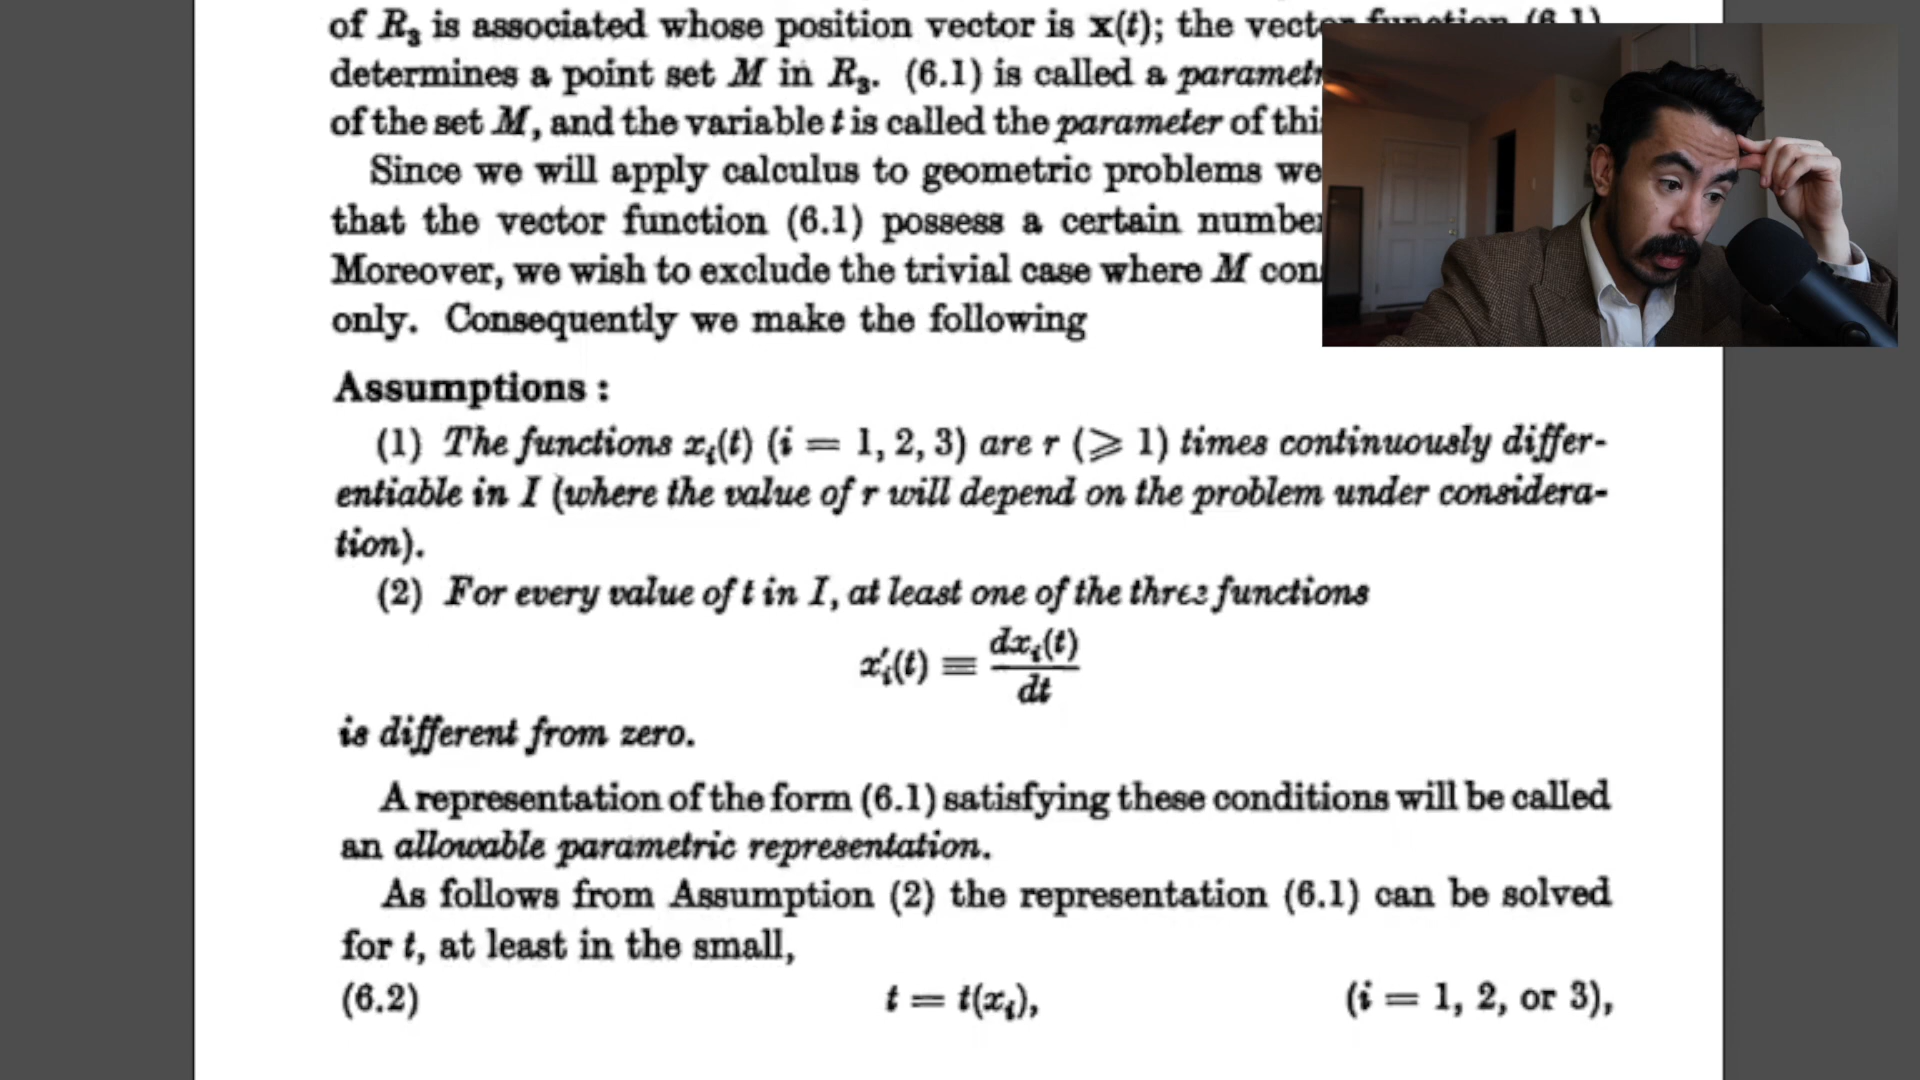 of R₃ is associated whose position vector is x(t); the vector function (6.1)
determines a point set M in R₃. (6.1) is called a
of the set M, and the variable t is called the parameter of
Since we will apply calculus to geometric problems we
that the vector function (6.1) possess a certain
Moreover, we wish to exclude the trivial case where M
only. Consequently we make the following
Assumptions :
(1) The functions xᵢ(t) (i = 1, 2, 3) are r (⩾ 1) times continuously differ-
entiable in I (where the value of r will depend on the problem under considera-
tion).
(2) For every value of t in I, at least one of the three functions
x′ᵢ(t) ≡ dxᵢ(t)
dt
is different from zero.
A representation of the form (6.1) satisfying these conditions will be called
an allowable parametric representation.
As follows from Assumption (2) the representation (6.1) can be solved
for t, at least in the small,
(6.2) t = t(xᵢ), (i = 1, 2, or 3),